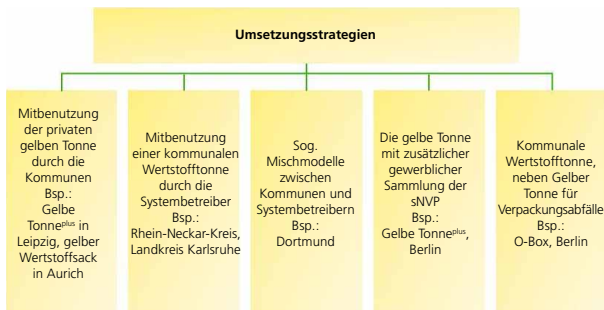 Umsetzungsstrategien
Mitbenutzung
der privaten
gelben Tonne
durch die
Kommunen
Bsp.:
Gelbe
Tonneplus in
Leipzig, gelber
Wertstoffsack
in Aurich
Mitbenutzung
einer kommunalen
Wertstofftonne
durch die
Systembetreiber
Bsp.:
Rhein-Neckar-Kreis,
Landkreis Karlsruhe
Sog.
Mischmodelle
zwischen
Kommunen und
Systembetreibern
Bsp.:
Dortmund
Die gelbe Tonne
mit zusätzlicher
gewerblicher
Sammlung der
sNVP
Bsp.:
Gelbe Tonneplus,
Berlin
Kommunale
Wertstofftonne,
neben Gelber
Tonne für
Verpackungsabfälle
Bsp.:
O-Box, Berlin